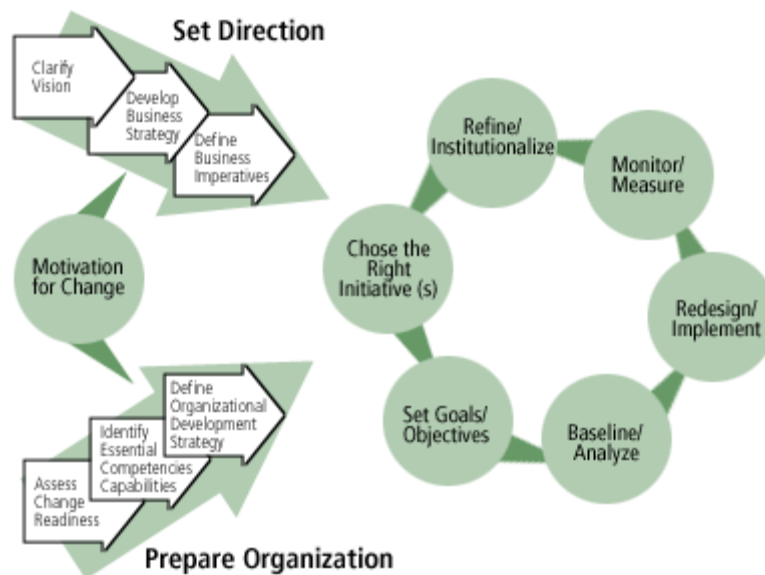 Set Direction
Clarify
Vision
Develop
Business
Strategy
Define
Business
Imperatives
Motivation
for Change
Define
Organizational
Development
Strategy
Identify
Essential
Competencies
Capabilities
Assess
Change
Readiness
Prepare Organization
Refine/
Institutionalize
Monitor/
Measure
Chose the
Right
Initiative (s)
Redesign/
Implement
Set Goals/
Objectives
Baseline/
Analyze